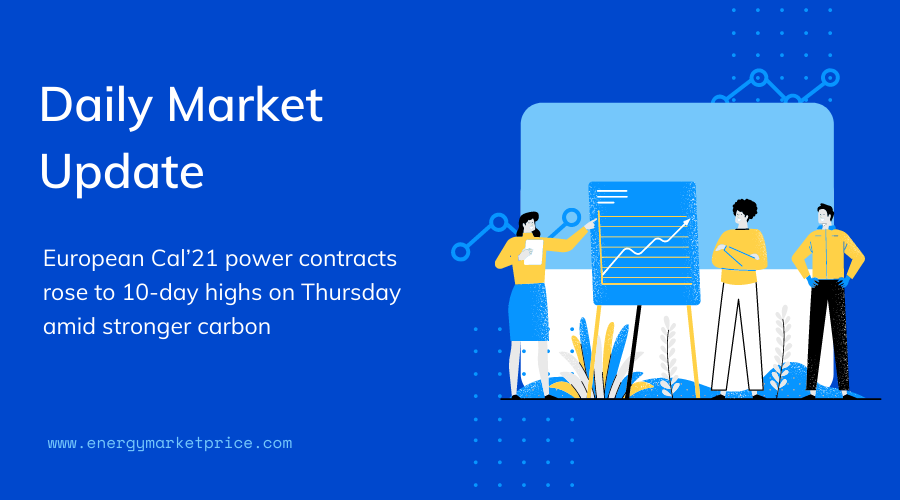 Daily Market
Update
European Cal’21 power contracts
rose to 10-day highs on Thursday
amid stronger carbon
www.energymarketprice.com